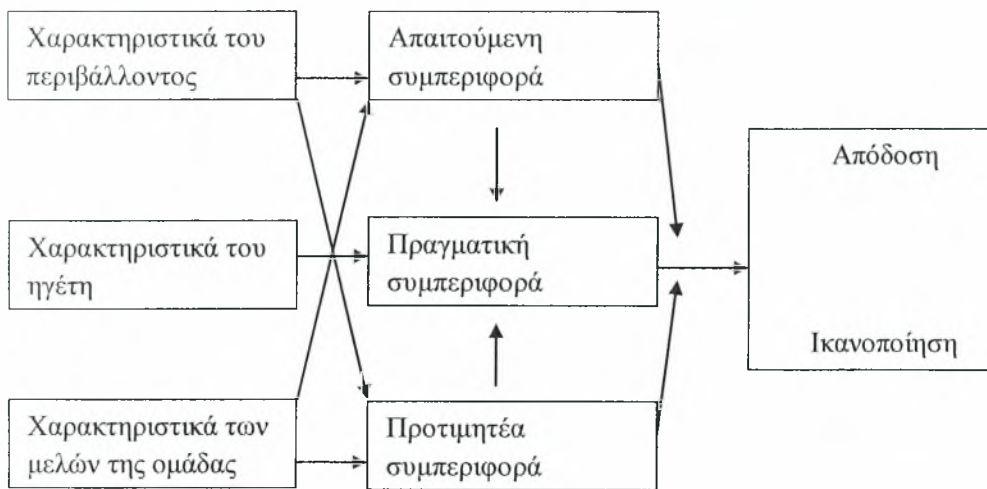 Χαρακτηριστικά του
περιβάλλοντος
Απαιτούμενη
συμπεριφορά
Απόδοση
Χαρακτηριστικά του
ηγέτη
Πραγματική
συμπεριφορά
Ικανοποίηση
Χαρακτηριστικά των
μελών της ομάδας
Προτιμητέα
συμπεριφορά